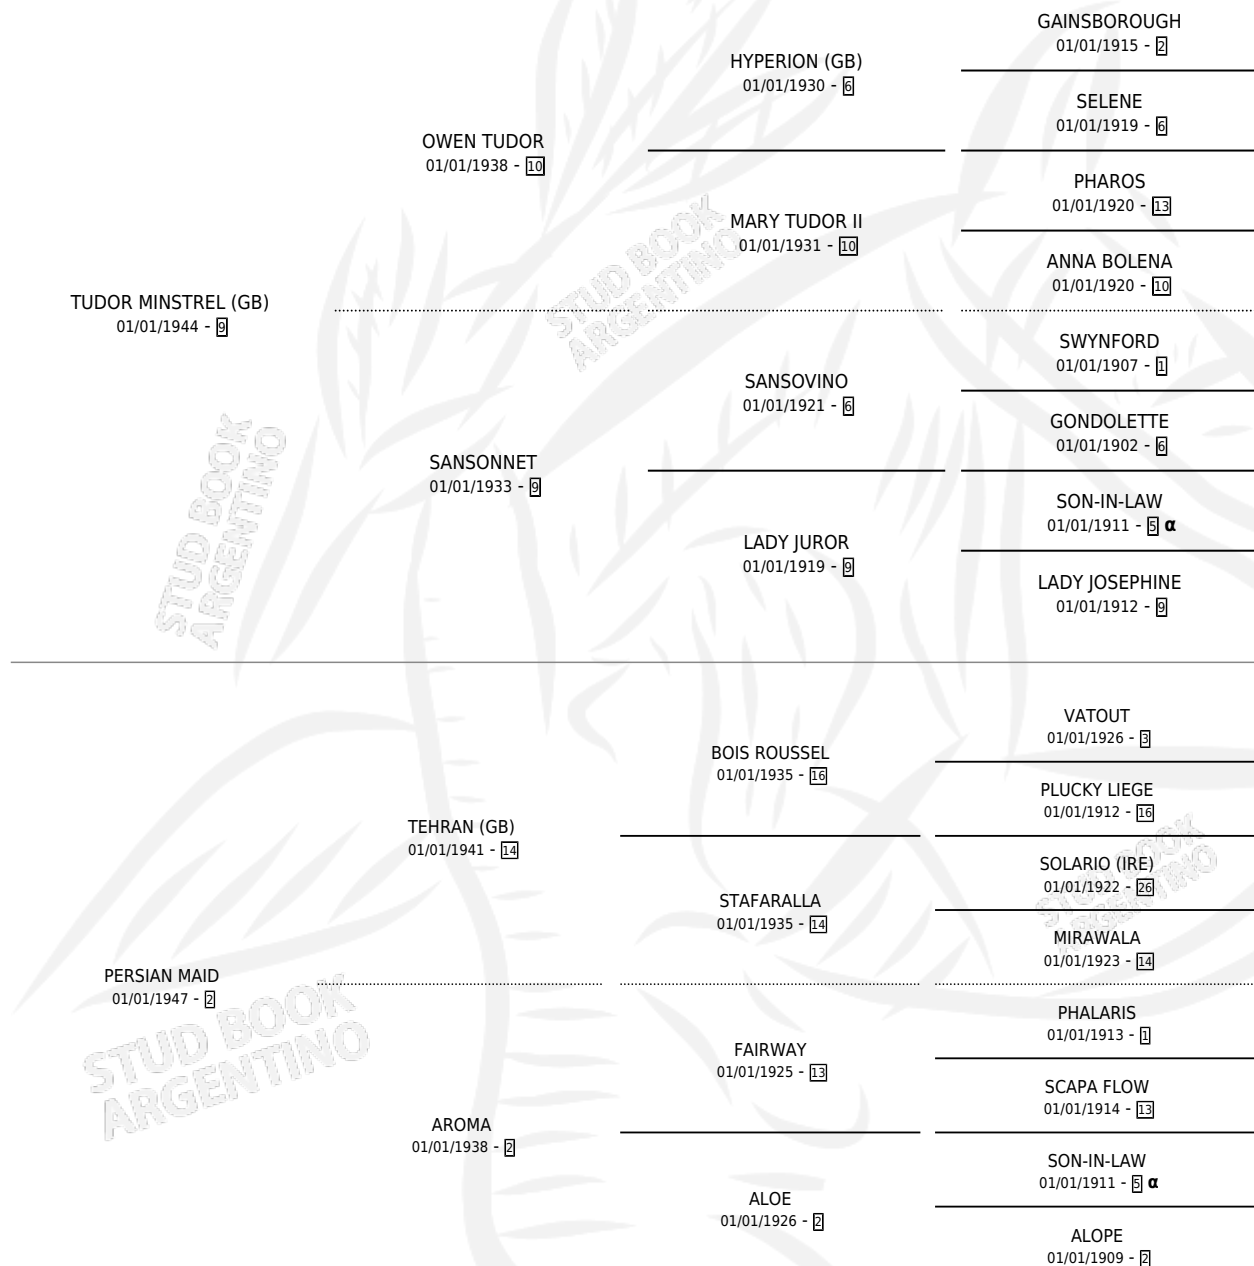 GAINSBOROUGH
01/01/1915 - 2
HYPERION (GB)
01/01/1930 - 6
SELENE
01/01/1919 - 6
OWEN TUDOR
01/01/1938 - 10
PHAROS
01/01/1920 - 13
MARY TUDOR II
01/01/1931 - 10
ANNA BOLENA
01/01/1920 - 10
TUDOR MINSTREL (GB)
01/01/1944 - 9
STUD BOOK
ARGENTINO
SWYNFORD
01/01/1907 - 1
SANSOVINO
01/01/1921 - 6
GONDOLETTE
01/01/1902 - 6
SANSONNET
01/01/1933 - 9
SON-IN-LAW
01/01/1911 - 5 α
LADY JUROR
01/01/1919 - 9
LADY JOSEPHINE
01/01/1912 - 9
STUD BOOK
ARGENTINO
VATOUT
01/01/1926 - 3
BOIS ROUSSEL
01/01/1935 - 16
PLUCKY LIEGE
01/01/1912 - 16
TEHRAN (GB)
01/01/1941 - 14
SOLARIO (IRE)
01/01/1922 - 26
STUD BOOK
ARGENTINO
STAFARALLA
01/01/1935 - 14
MIRAWALA
01/01/1923 - 14
PERSIAN MAID
01/01/1947 - 2
STUD BOOK
ARGENTINO
PHALARIS
01/01/1913 - 1
FAIRWAY
01/01/1925 - 13
SCAPA FLOW
01/01/1914 - 13
AROMA
01/01/1938 - 2
SON-IN-LAW
01/01/1911 - 5 α
ALOE
01/01/1926 - 2
ALOPE
01/01/1909 - 2